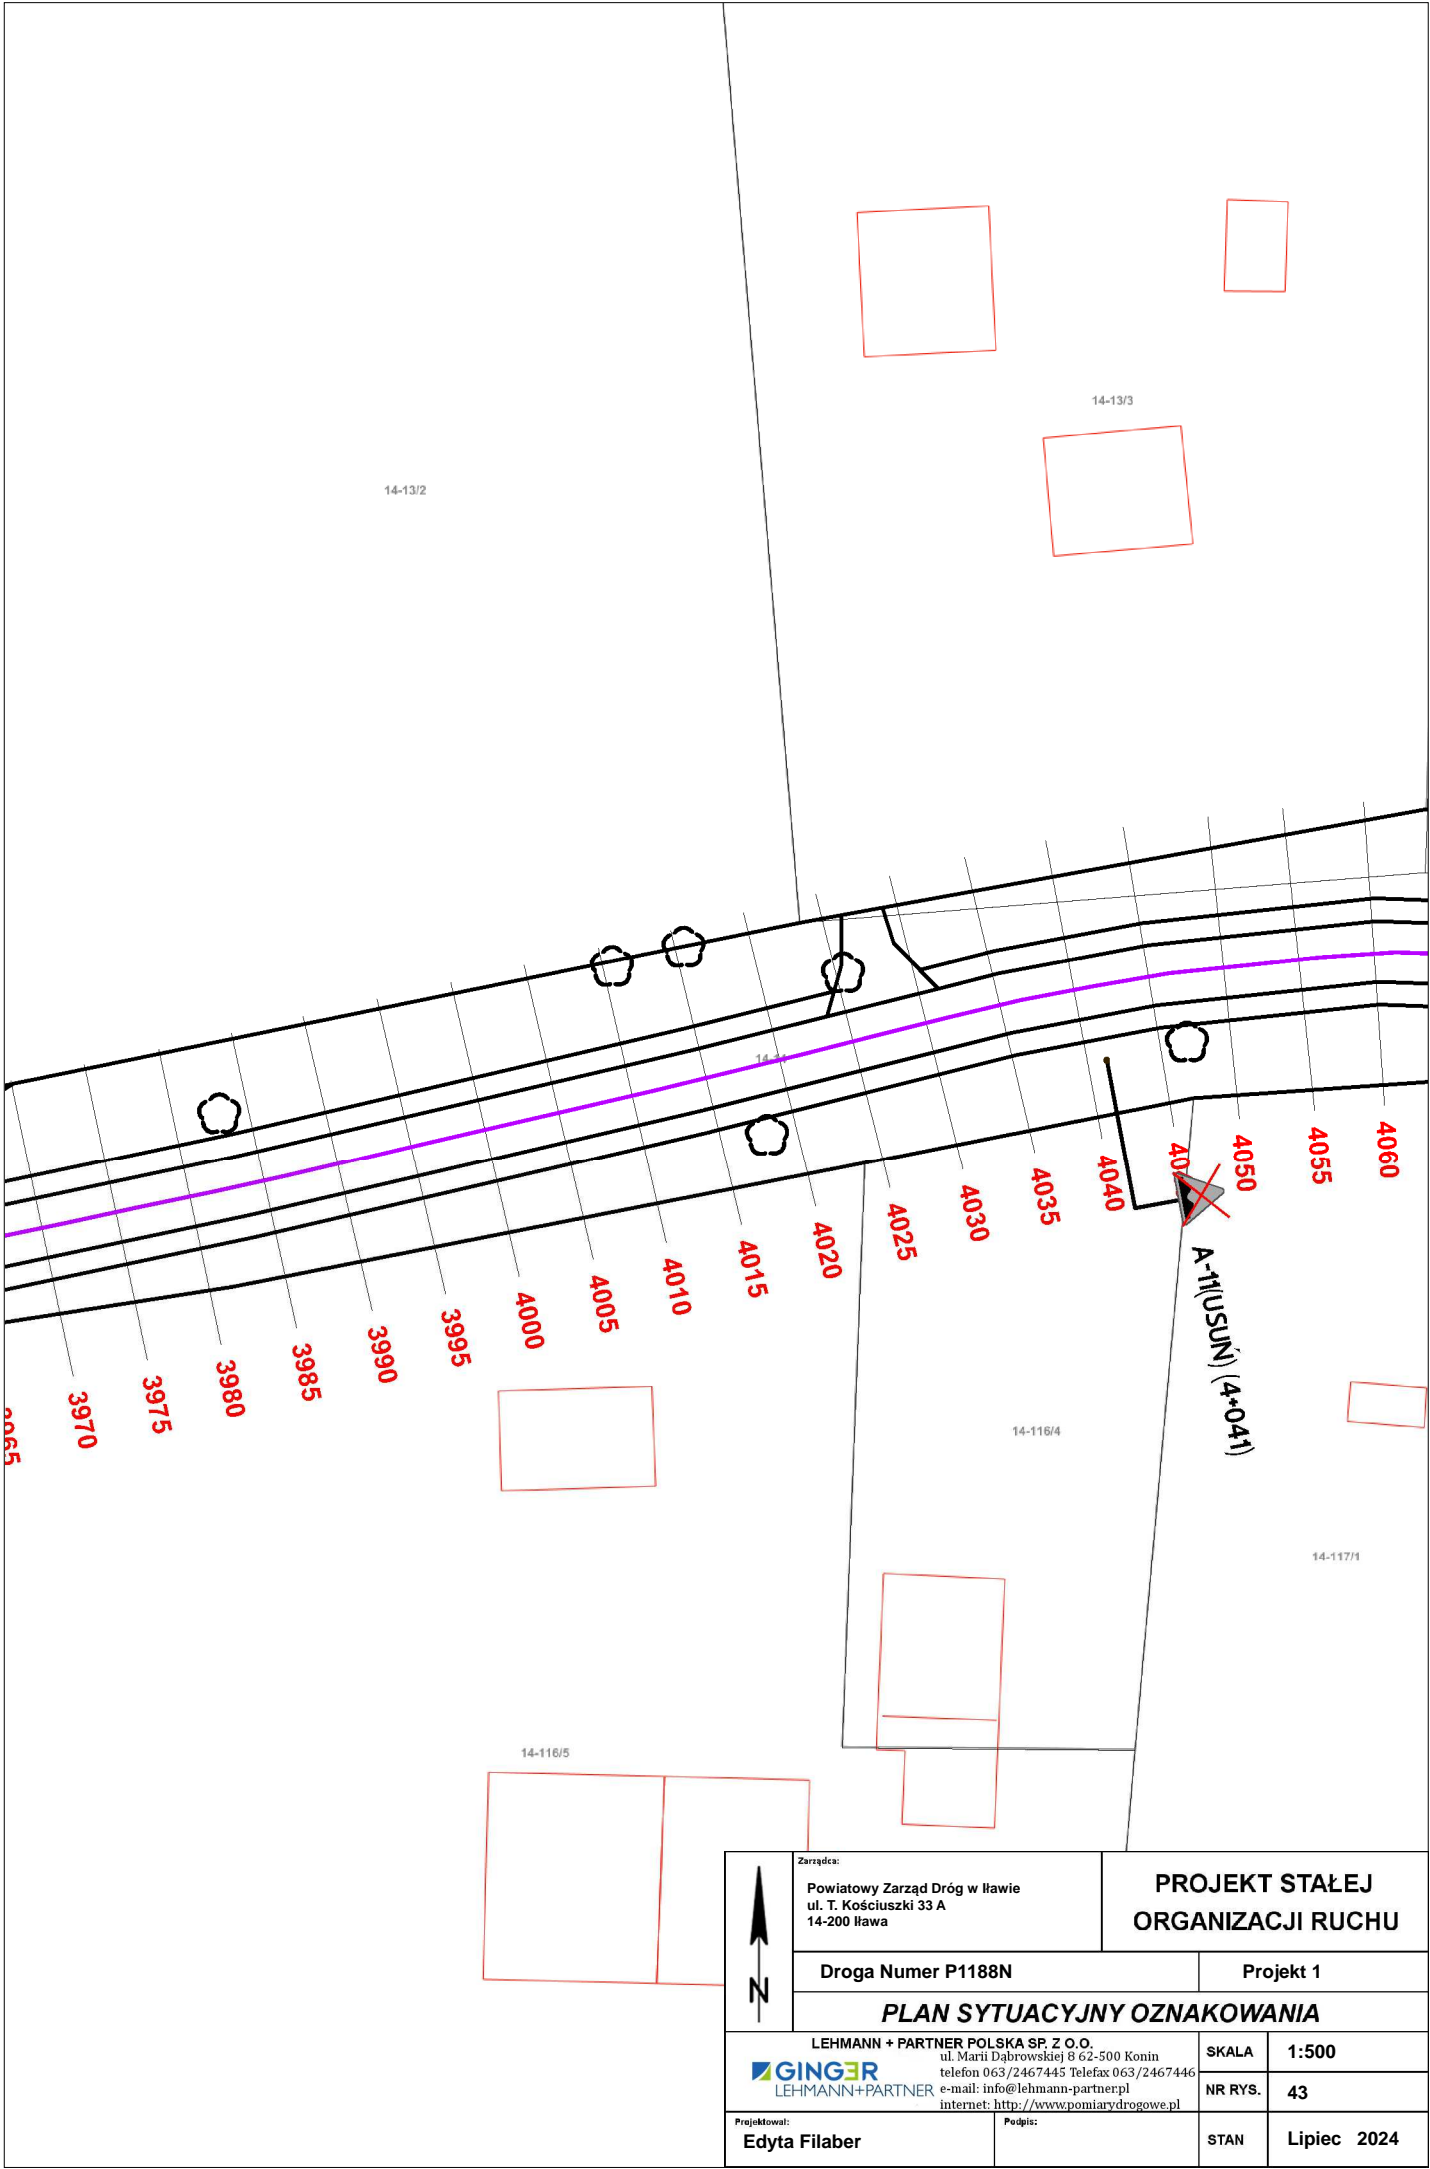 14-13/3
14-13/2
3970
3975
3980
3985
3990
3995
4000
4005
4010
4015
4020
4025
4030
4035
4040
4050
4055
4060
A-11(USUŃ) (4+041)
14-116/4
14-117/1
14-116/5
N
Zarządca:
Powiatowy Zarząd Dróg w Iławie
ul. T. Kościuszki 33 A
14-200 Iława
PROJEKT STAŁEJ
ORGANIZACJI RUCHU
Droga Numer P1188N
Projekt 1
PLAN SYTUACYJNY OZNAKOWANIA
LEHMANN + PARTNER POLSKA SP. Z O.O.
GINGER
LEHMANN+PARTNER
ul. Marii Dąbrowskiej 8 62-500 Konin
telefon 063/2467445 Telefax 063/2467446
e-mail: info@lehmann-partner.pl
internet: http://www.pomiarydrogowe.pl
SKALA 1:500
NR RYS. 43
Projektował:
Edyta Filaber
Podpis:
STAN Lipiec 2024